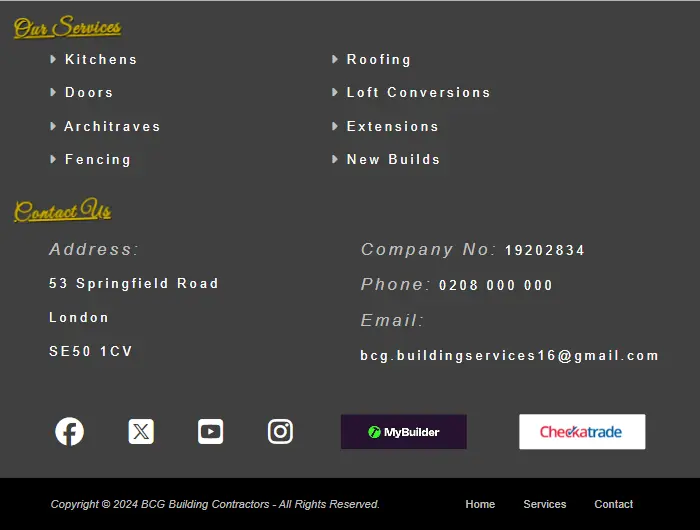 Our Services
Kitchens
Roofing
Doors
Loft Conversions
Architraves
Extensions
Fencing
New Builds
Contact Us
Address:
53 Springfield Road
London
SE50 1CV
Company No: 19202834
Phone: 0208 000 000
Email:
bcg.buildingservices16@gmail.com
MyBuilder
Checkatrade
Copyright © 2024 BCG Building Contractors - All Rights Reserved.
Home
Services
Contact